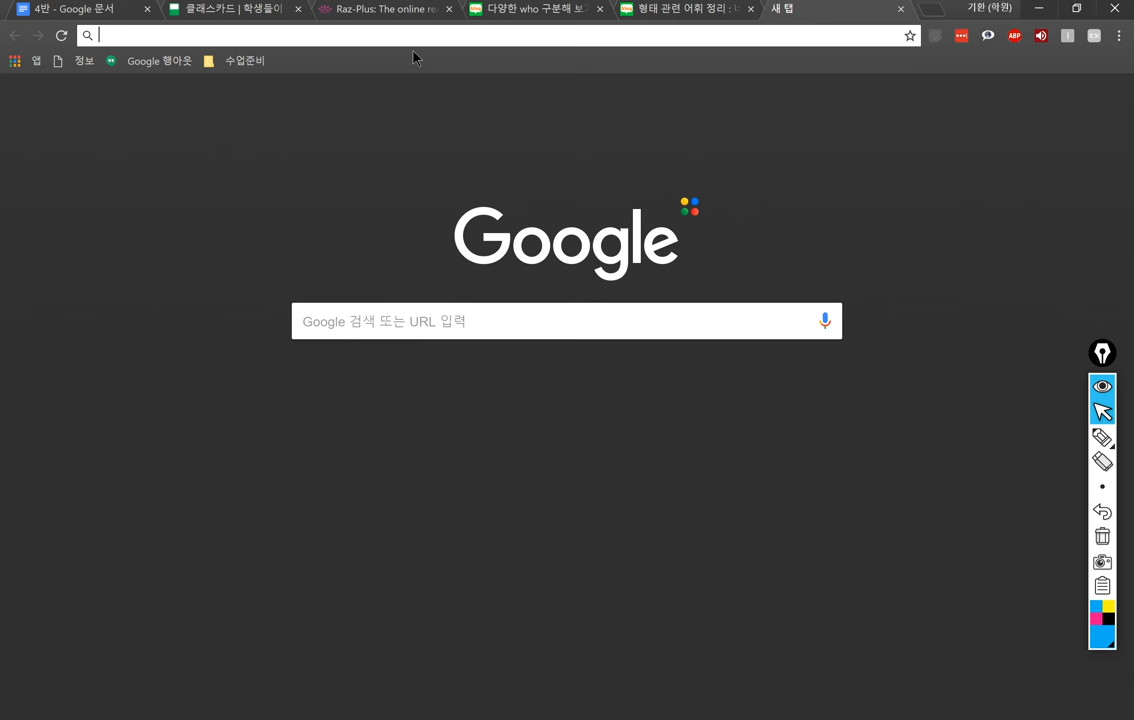 4반 - Google 문서
클래스카드 | 학생들이
Raz-Plus: The online re
다양한 who 구분해 보
형태 관련 어휘 정리 : 네
새 탭
기환 (학원)
ABP
앱
정보
Google 행아웃
수업준비
Google
Google 검색 또는 URL 입력